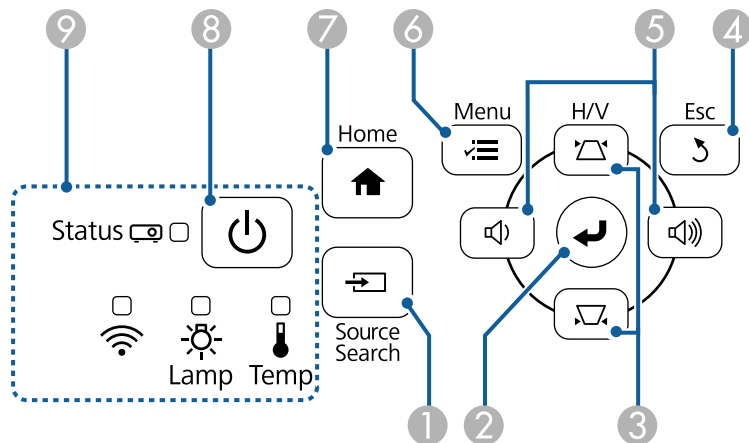 9 8 7 6 5 4
Menu H/V Esc
Home
Status
Source
Search
Lamp Temp
1 2 3